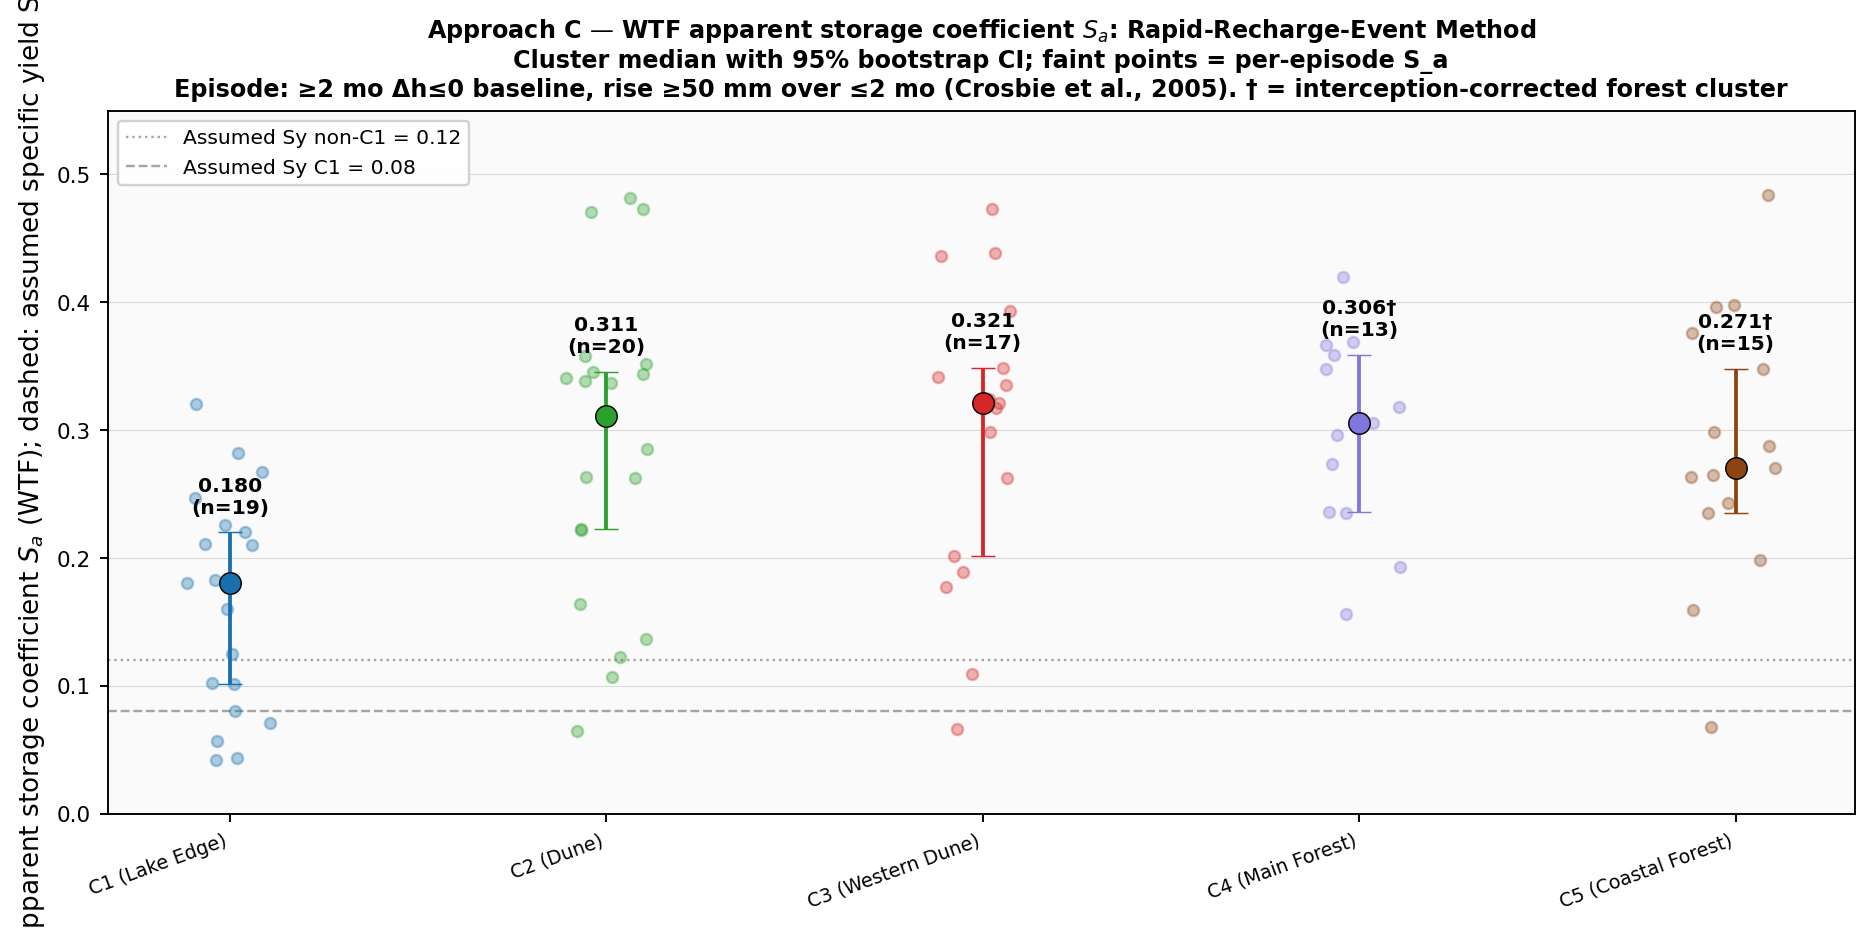 Approach C — WTF apparent storage coefficient Sₐ: Rapid-Recharge-Event Method
Cluster median with 95% bootstrap CI; faint points = per-episode S_a
Episode: ≥2 mo Δh≤0 baseline, rise ≥50 mm over ≤2 mo (Crosbie et al., 2005). † = interception-corrected forest cluster
pparent storage coefficient Sₐ (WTF); dashed: assumed specific yield S
Assumed Sy non-C1 = 0.12
Assumed Sy C1 = 0.08
0.5
0.4
0.3
0.2
0.1
0.0
0.180
(n=19)
0.311
(n=20)
0.321
(n=17)
0.306†
(n=13)
0.271†
(n=15)
C1 (Lake Edge)
C2 (Dune)
C3 (Western Dune)
C4 (Main Forest)
C5 (Coastal Forest)